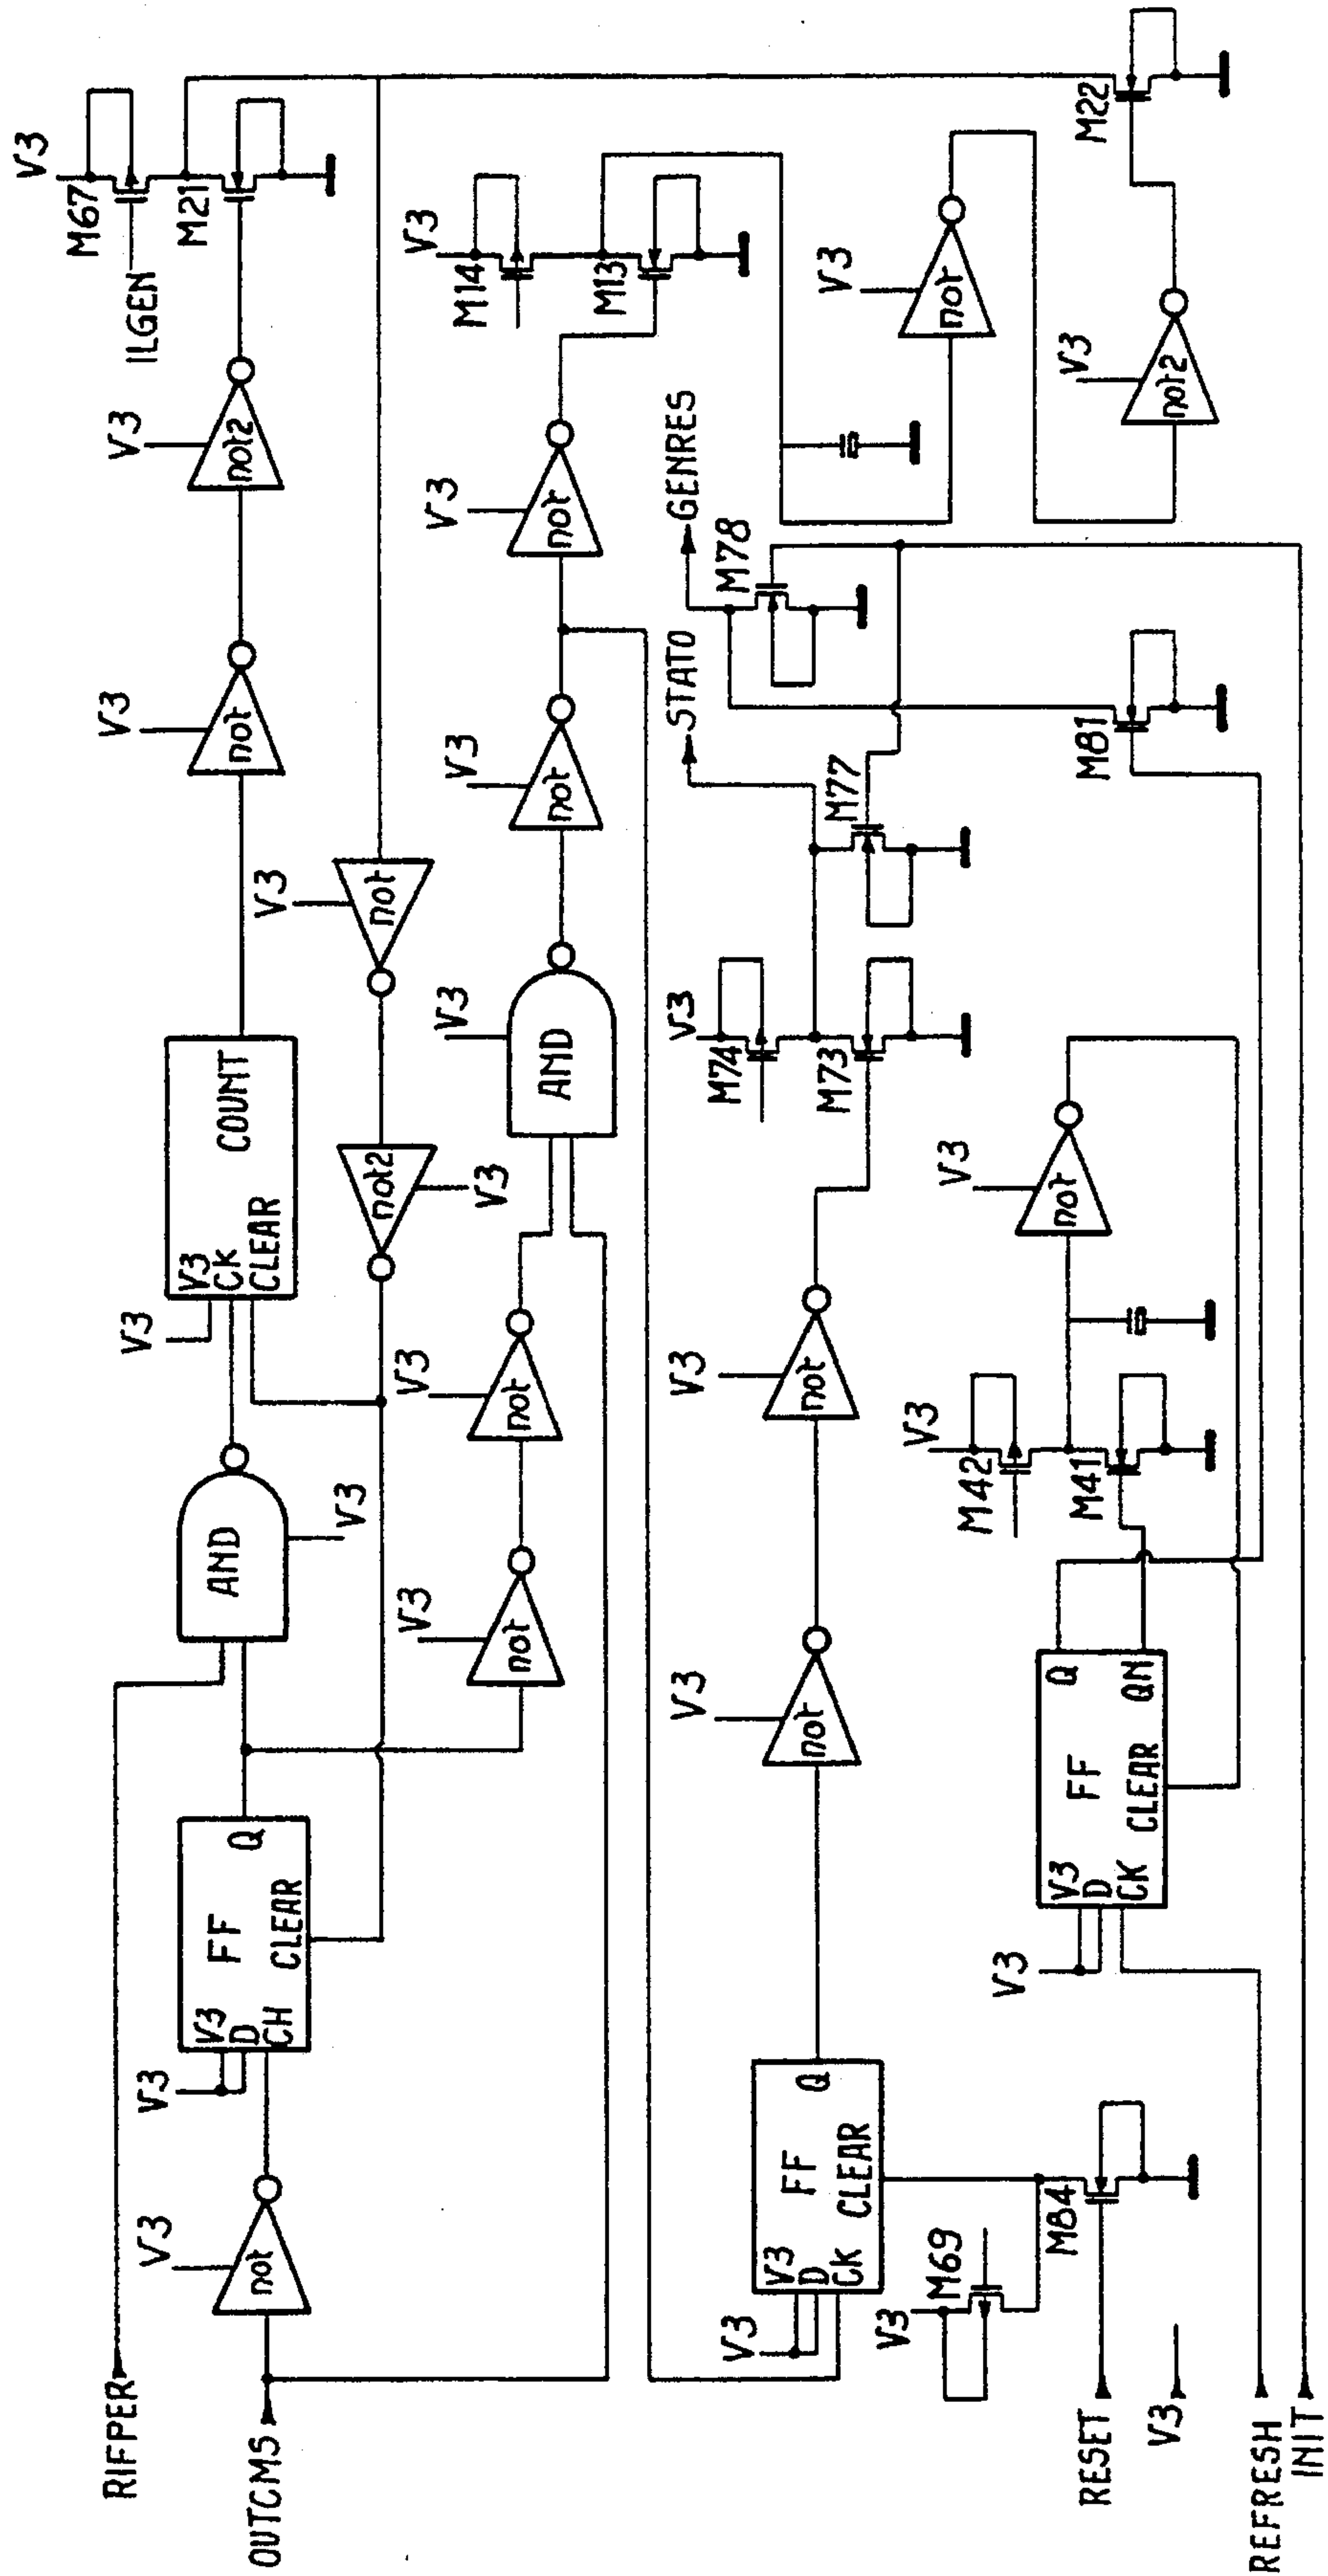 V3
M67
ILGEN
M21
RIFPER
V3
not
V3
V3
D
CH
FF
Q
CLEAR
AND
V3
V3
V3
CK
CLEAR
COUNT
V3
not
V3
not2
OUTCMS
V3
not2
V3
not
V3
not
V3
not
V3
AND
V3
not
V3
not
V3
M14
M13
V3
V3
D
CK
FF
Q
CLEAR
V3
not
V3
not
V3
M74
M73
STATO
M77
GENRES
M78
V3
not
V3
M69
M84
V3
V3
D
CK
FF
Q
QN
CLEAR
V3
M42
M41
V3
not
M81
V3
not2
M22
RESET
V3
REFRESH
INIT